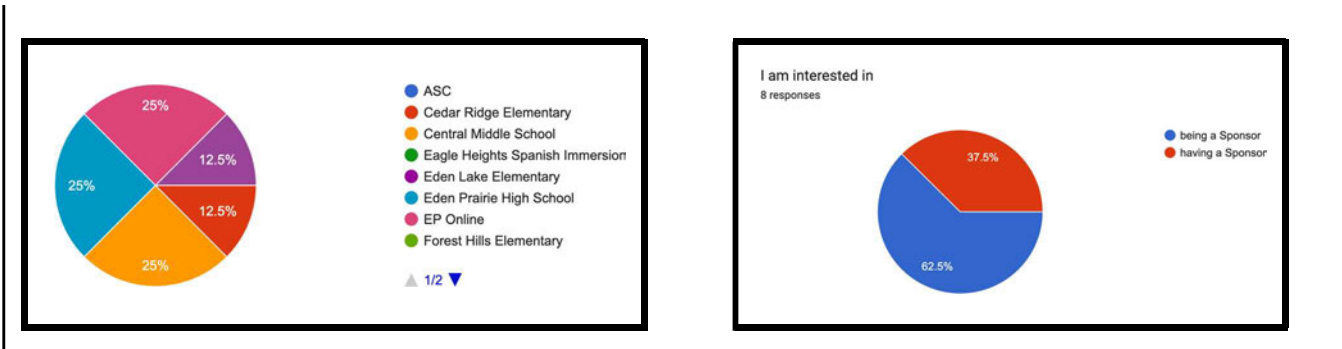 25%
12.5%
25%
12.5%
25%
ASC
Cedar Ridge Elementary
Central Middle School
Eagle Heights Spanish Immersion
Eden Lake Elementary
Eden Prairie High School
EP Online
Forest Hills Elementary
1/2
I am interested in
8 responses
37.5%
62.5%
being a Sponsor
having a Sponsor